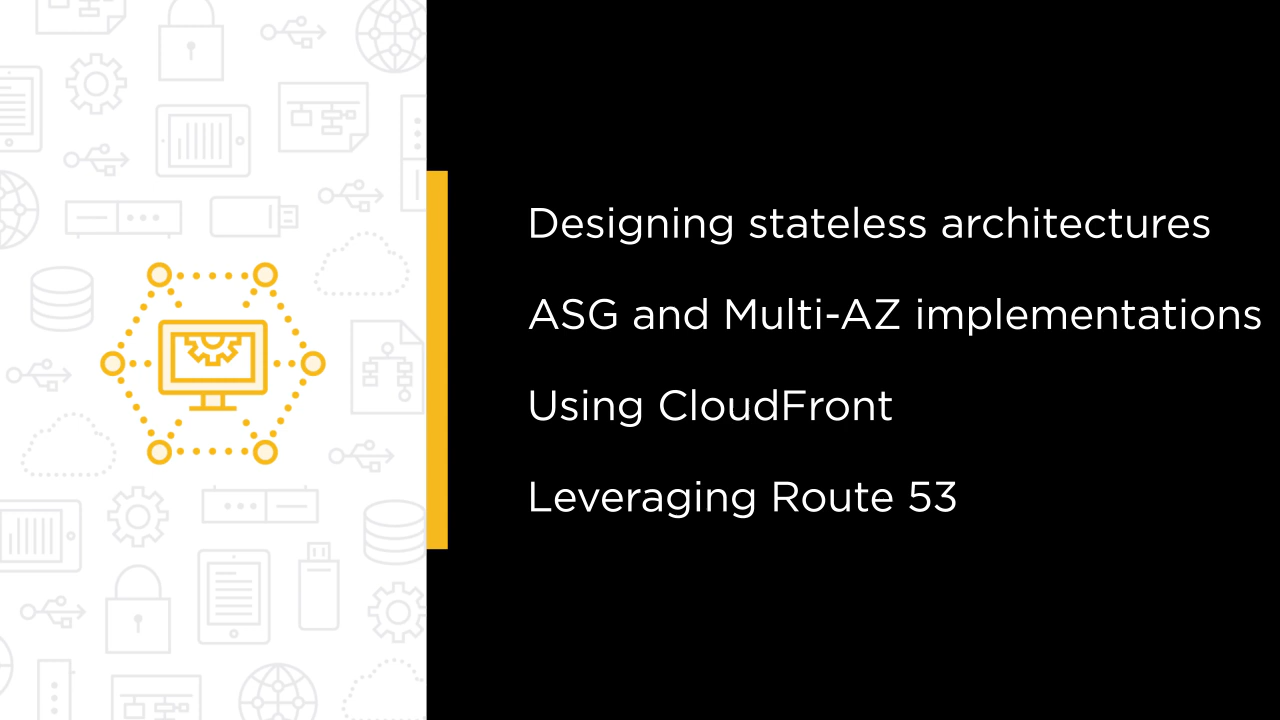 Designing stateless architectures
ASG and Multi-AZ implementations
Using CloudFront
Leveraging Route 53